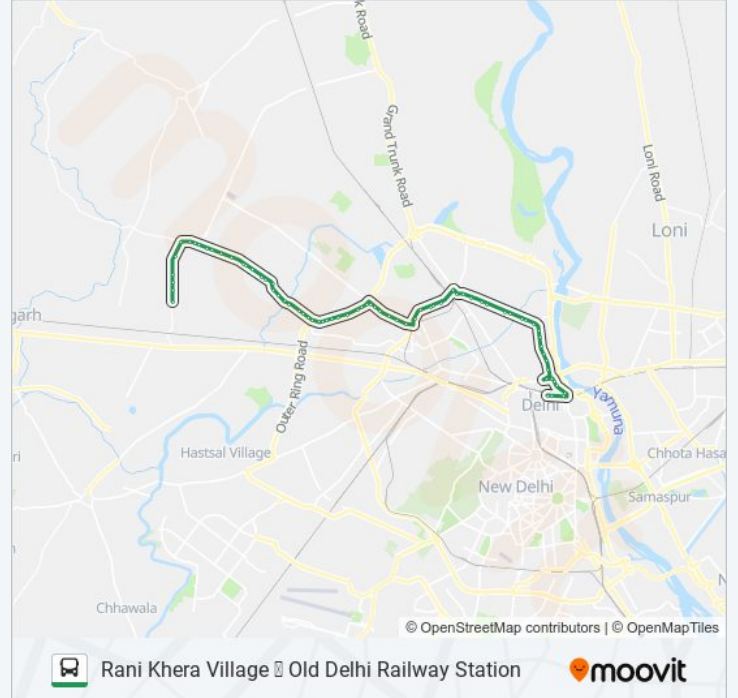 k Road
Grand Trunk Road
Loni Road
Loni
garh
Outer Ring Road
Delhi
Yamuna
Hastsal Village
Chhota Hasa
ri
New Delhi
Samaspur
N
Chhawala
© OpenStreetMap contributors | © OpenMapTiles
Rani Khera Village Old Delhi Railway Station
moovit